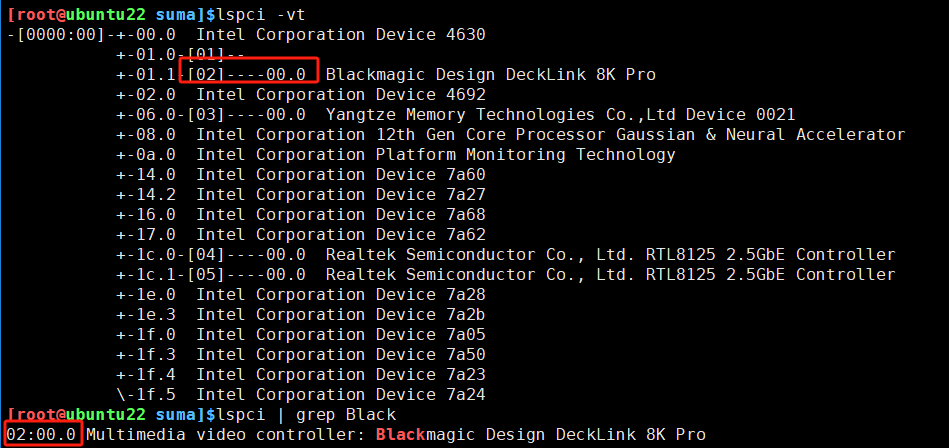 [root@ubuntu22 suma]$lspci -vt
-[0000:00]-+-00.0  Intel Corporation Device 4630
           +-01.0-[01]--
           +-01.1-[02]----00.0  Blackmagic Design DeckLink 8K Pro
           +-02.0  Intel Corporation Device 4692
           +-06.0-[03]----00.0  Yangtze Memory Technologies Co.,Ltd Device 0021
           +-08.0  Intel Corporation 12th Gen Core Processor Gaussian & Neural Accelerator
           +-0a.0  Intel Corporation Platform Monitoring Technology
           +-14.0  Intel Corporation Device 7a60
           +-14.2  Intel Corporation Device 7a27
           +-16.0  Intel Corporation Device 7a68
           +-17.0  Intel Corporation Device 7a62
           +-1c.0-[04]----00.0  Realtek Semiconductor Co., Ltd. RTL8125 2.5GbE Controller
           +-1c.1-[05]----00.0  Realtek Semiconductor Co., Ltd. RTL8125 2.5GbE Controller
           +-1e.0  Intel Corporation Device 7a28
           +-1e.3  Intel Corporation Device 7a2b
           +-1f.0  Intel Corporation Device 7a05
           +-1f.3  Intel Corporation Device 7a50
           +-1f.4  Intel Corporation Device 7a23
           \-1f.5  Intel Corporation Device 7a24
[root@ubuntu22 suma]$lspci | grep Black
02:00.0 Multimedia video controller: Blackmagic Design DeckLink 8K Pro